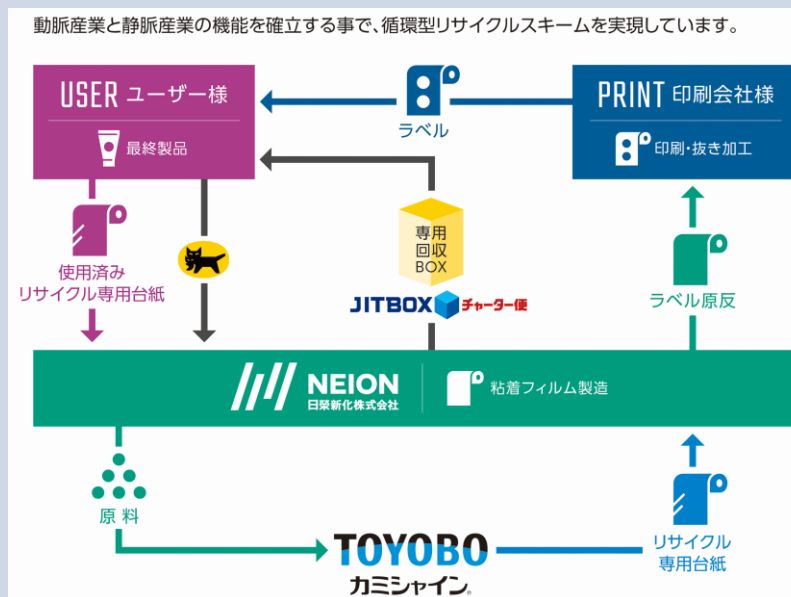 動脈産業と静脈産業の機能を確立する事で、循環型リサイクルスキームを実現しています。
USER ユーザー様
最終製品
ラベル
PRINT 印刷会社様
印刷・抜き加工
使用済み
リサイクル専用台紙
専用
回収
BOX
JITBOX チャーター便
ラベル原反
NEION
日榮新化株式会社
粘着フィルム製造
原料
TOYOBO
カミシャイン®
リサイクル
専用台紙